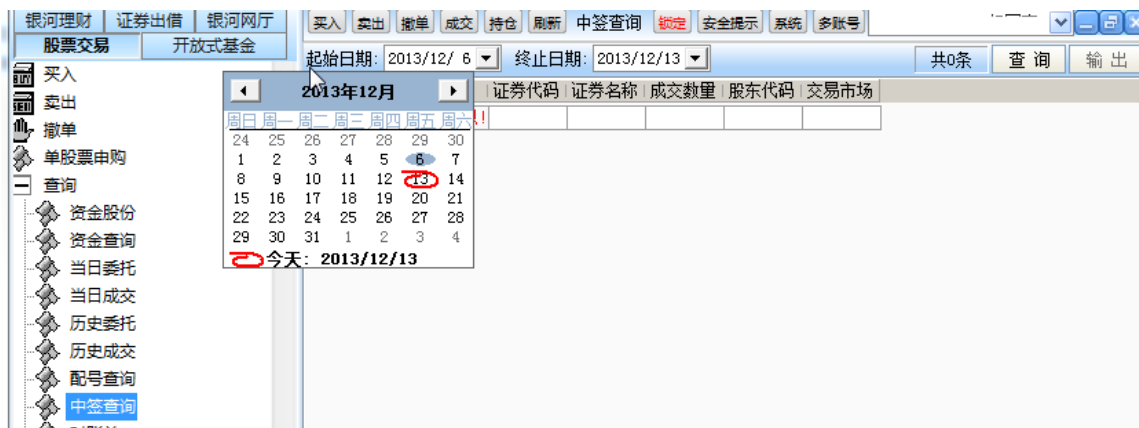 银河理财 证券出借 银河网厅 买入 卖出 撤单 成交 持仓 刷新 中签查询 锁定 安全提示 系统 多账号
股票交易 开放式基金
起始日期: 2013/12/ 6 终止日期: 2013/12/13 共0条 查 询 输 出
买入
卖出
撤单
单股票申购
查询
资金股份
资金查询
当日委托
当日成交
历史委托
历史成交
配号查询
中签查询
2013年12月
周日 周一 周二 周三 周四 周五 周六
24 25 26 27 28 29 30
1 2 3 4 5 6 7
8 9 10 11 12 13 14
15 16 17 18 19 20 21
22 23 24 25 26 27 28
29 30 31 1 2 3 4
今天: 2013/12/13
证券代码 证券名称 成交数量 股东代码 交易市场
!